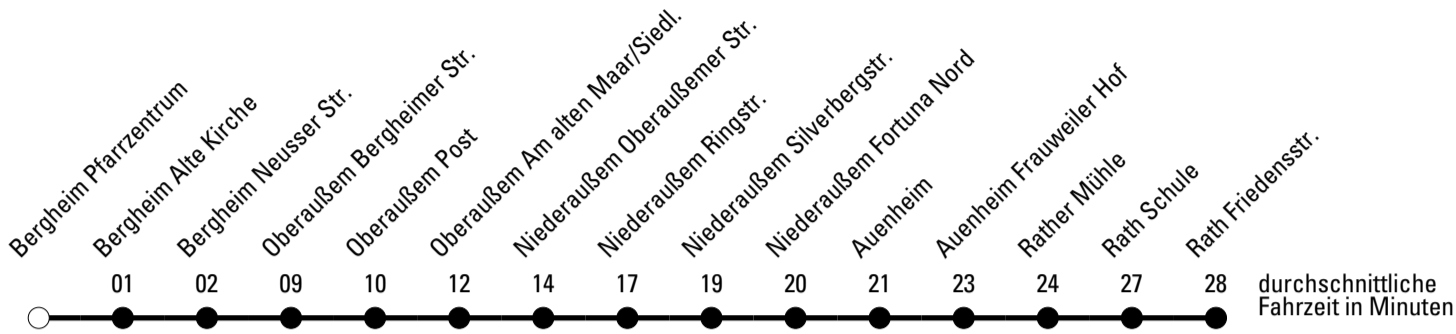 Bergheim Pfarrzentrum
Bergheim Alte Kirche
Bergheim Neusser Str.
Oberaußem Bergheimer Str.
Oberaußem Post
Oberaußem Am alten Maar/Siedl.
Niederaußem Oberaußemer Str.
Niederaußem Ringstr.
Niederaußem Silverbergstr.
Niederaußem Fortuna Nord
Auenheim
Auenheim Frauweiler Hof
Rather Mühle
Rath Schule
Rath Friedensstr.
01 02 09 10 12 14 17 19 20 21 23 24 27 28
durchschnittliche
Fahrzeit in Minuten